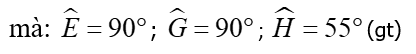 mà: Ê = 90°; Ĝ = 90°; Ĥ = 55° (gt)